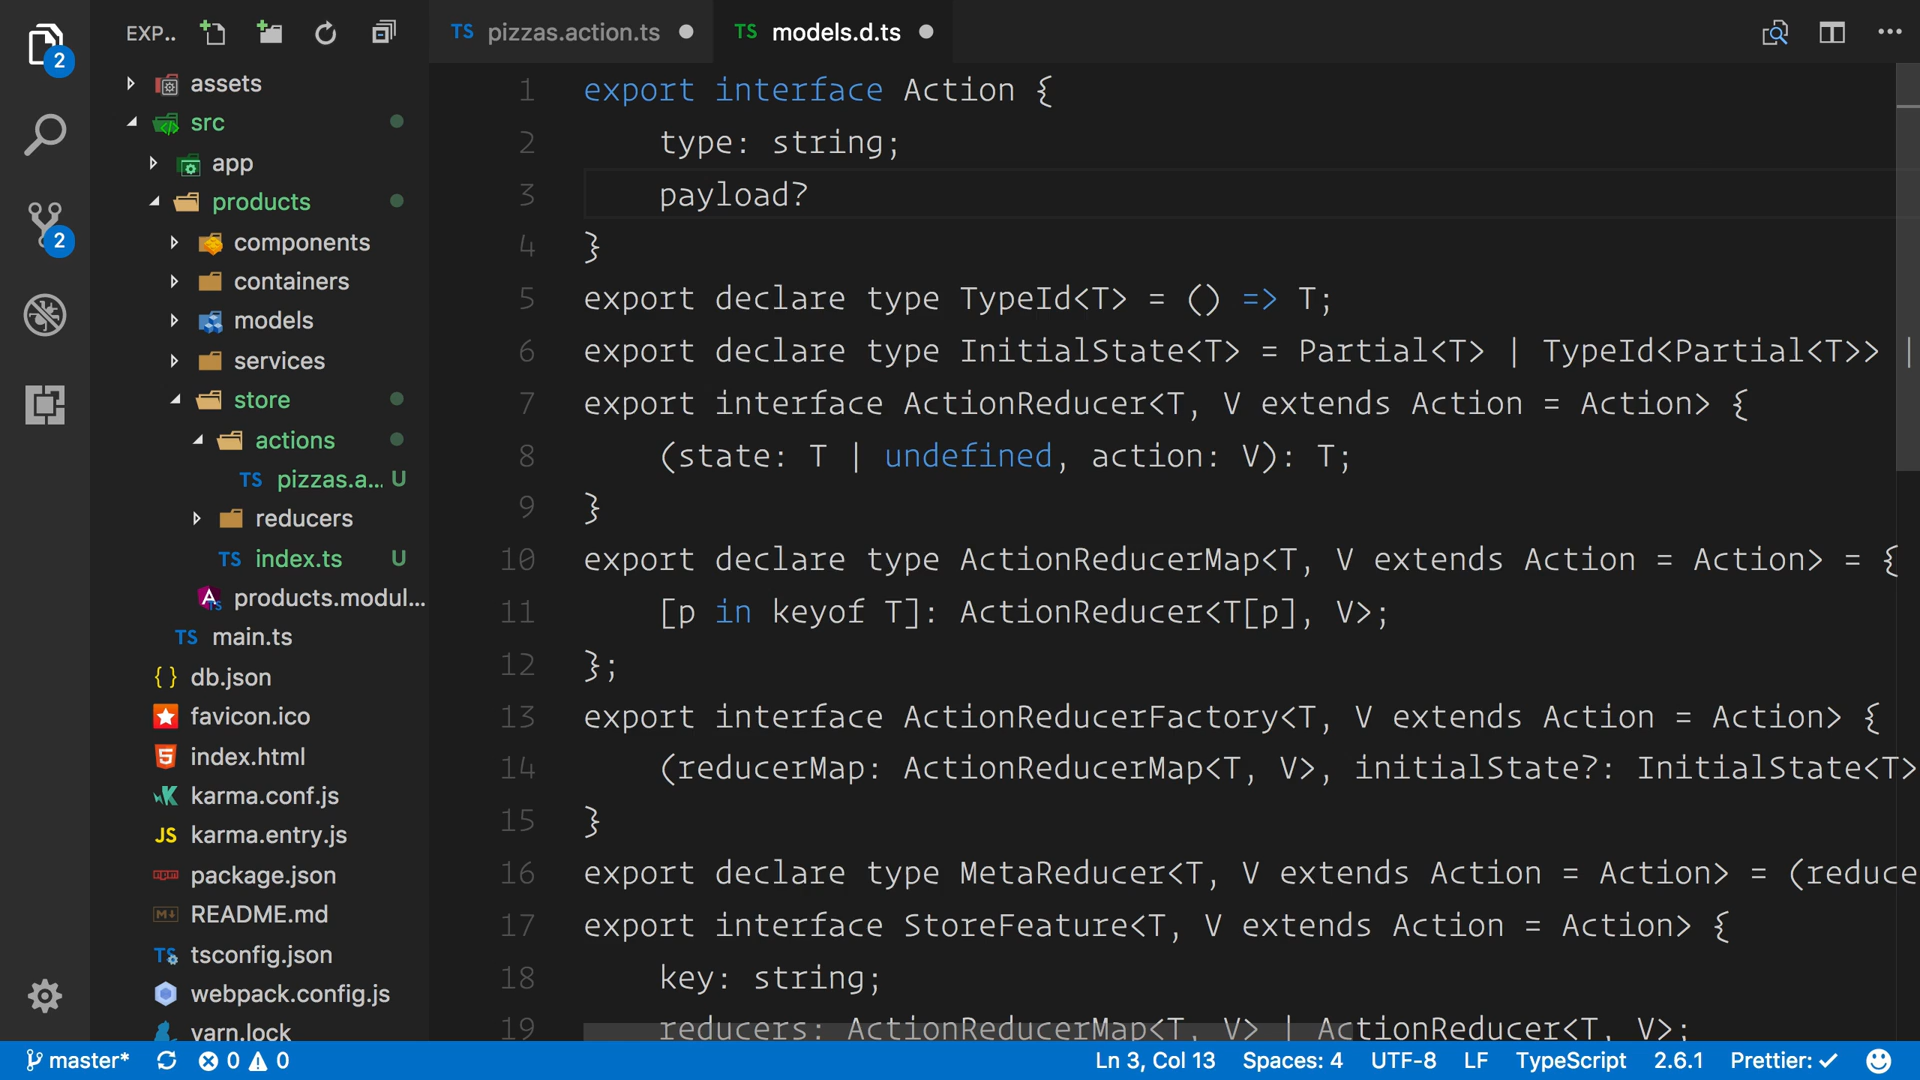 EXP..
TS pizzas.action.ts
TS models.d.ts
2
2
assets
src
app
products
components
containers
models
services
store
actions
TS pizzas.a... U
reducers
TS index.ts U
products.modul...
TS main.ts
{ } db.json
favicon.ico
index.html
karma.conf.js
JS karma.entry.js
package.json
M↓ README.md
TS tsconfig.json
webpack.config.js
yarn.lock
1 export interface Action {
2 type: string;
3 payload?
4 }
5 export declare type TypeId<T> = () => T;
6 export declare type InitialState<T> = Partial<T> | TypeId<Partial<T>> |
7 export interface ActionReducer<T, V extends Action = Action> {
8 (state: T | undefined, action: V): T;
9 }
10 export declare type ActionReducerMap<T, V extends Action = Action> = {
11 [p in keyof T]: ActionReducer<T[p], V>;
12 };
13 export interface ActionReducerFactory<T, V extends Action = Action> {
14 (reducerMap: ActionReducerMap<T, V>, initialState?: InitialState<T>
15 }
16 export declare type MetaReducer<T, V extends Action = Action> = (reduce
17 export interface StoreFeature<T, V extends Action = Action> {
18 key: string;
19 reducers: ActionReducerMap<T, V> | ActionReducer<T, V>;
master* 0 0 Ln 3, Col 13 Spaces: 4 UTF-8 LF TypeScript 2.6.1 Prettier: ✓